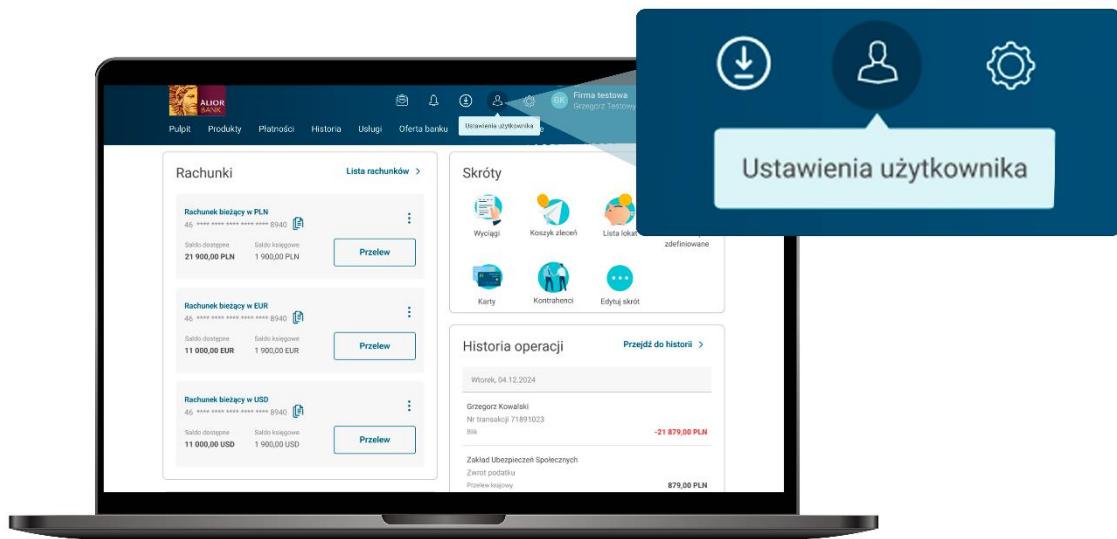 ALIOR
BANK
GK
Firma testowa
Grzegorz Testowy
Pulpit Produkty Płatności Historia Usługi Oferta banku
Ustawienia użytkownika
Ustawienia użytkownika
Rachunki
Lista rachunków >
Rachunek bieżący w PLN
46 **** **** **** **** **** 8940
Saldo dostępne Saldo księgowe
21 900,00 PLN 1 900,00 PLN
Przelew
Rachunek bieżący w EUR
46 **** **** **** **** **** 8940
Saldo dostępne Saldo księgowe
11 000,00 EUR 1 900,00 EUR
Przelew
Rachunek bieżący w USD
46 **** **** **** **** **** 8940
Saldo dostępne Saldo księgowe
11 000,00 USD 1 900,00 USD
Przelew
Skróty
Wyciągi Koszyk zleceń Lista lokat
zdefiniowane
Karty Kontrahenci Edytuj skrót
Historia operacji
Przejdź do historii >
Wtorek, 04.12.2024
Grzegorz Kowalski
Nr transakcji 71891023
Blik
-21 879,00 PLN
Zakład Ubezpieczeń Społecznych
Zwrot podatku
Przelew krajowy
879,00 PLN